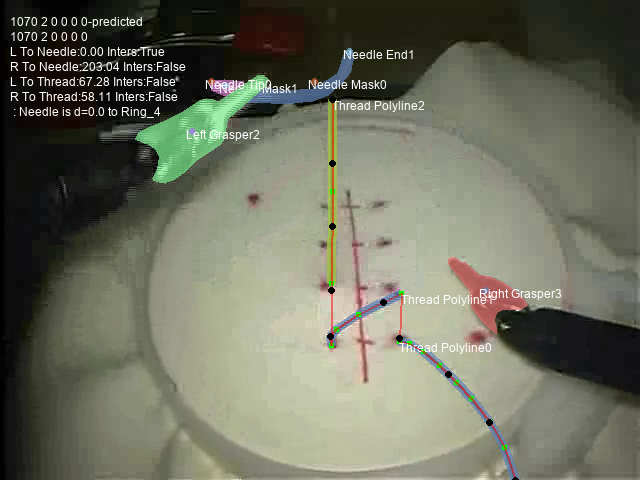 1070 2 0 0 0 0-predicted
1070 2 0 0 0 0
L To Needle:0.00 Inters:True
R To Needle:203.04 Inters:False
L To Thread:67.28 Inters:False
R To Thread:58.11 Inters:False
: Needle is d=0.0 to Ring_4
Needle End1
Needle Tip0
Mask1
Needle Mask0
Thread Polyline2
Left Grasper2
Right Grasper3
Thread Polyline1
Thread Polyline0